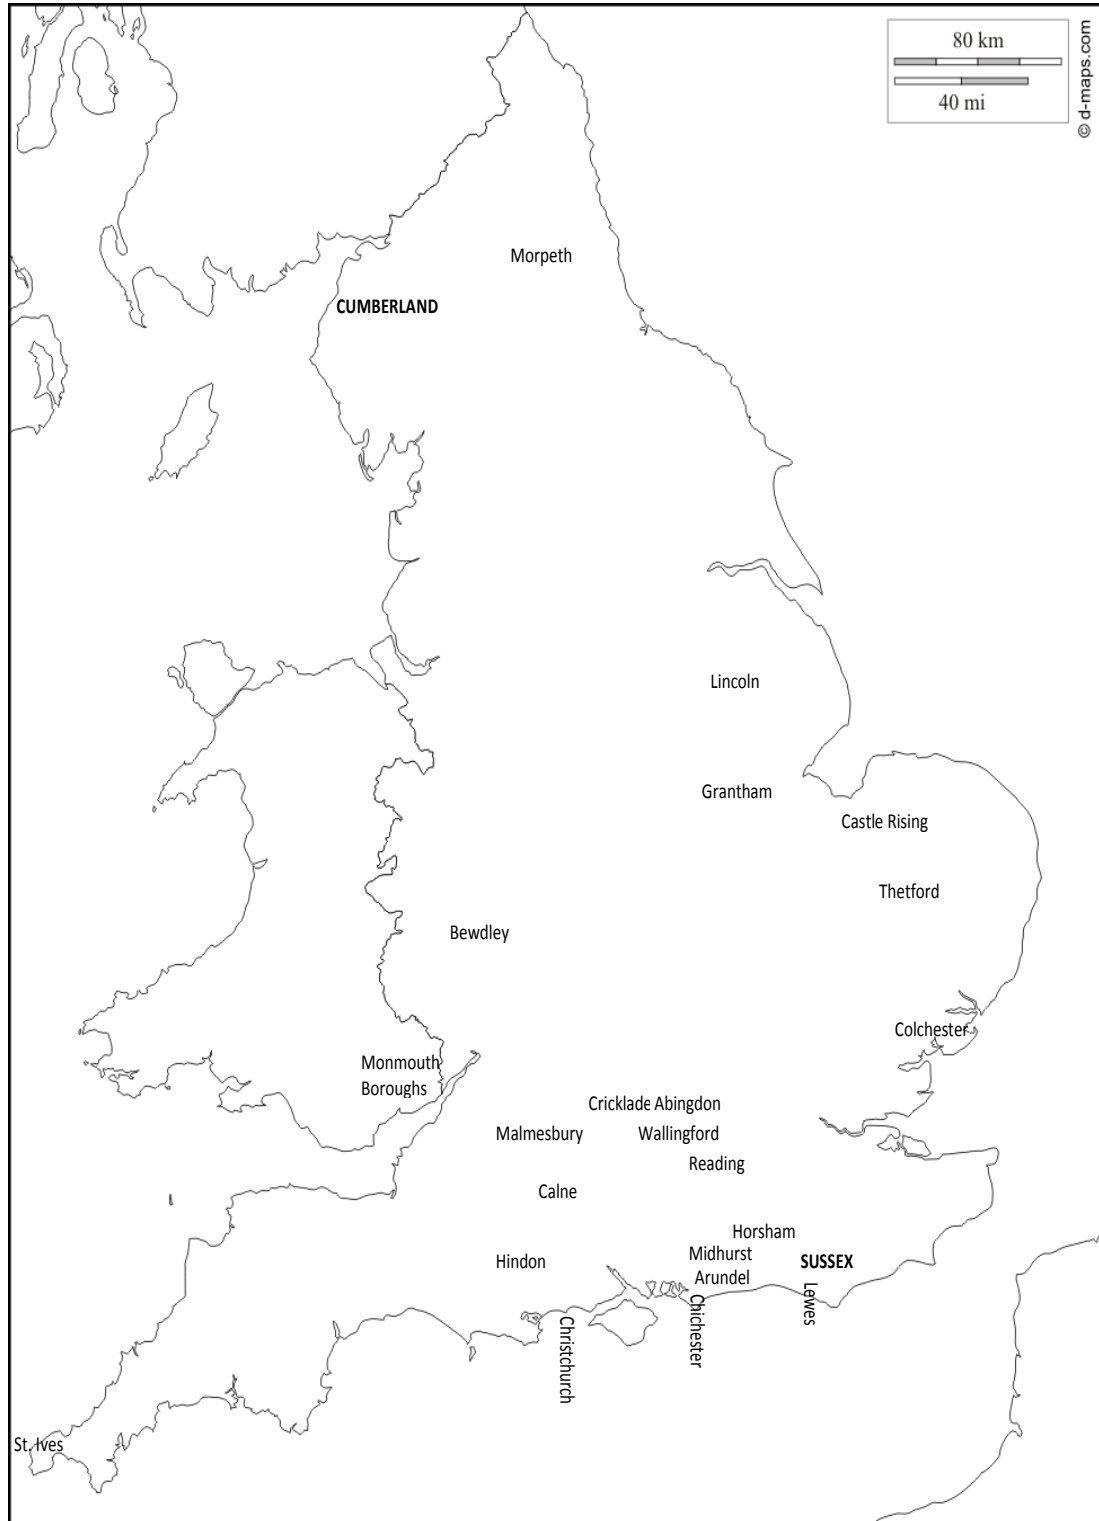 80 km
40 mi
© d-maps.com
Morpeth
CUMBERLAND
Lincoln
Grantham
Castle Rising
Thetford
Bewdley
Colchester
Monmouth
Boroughs
Cricklade Abingdon
Malmesbury
Wallingford
Reading
Calne
Horsham
Midhurst
Hindon
SUSSEX
Arundel
Lewes
Chichester
Christchurch
St. Ives